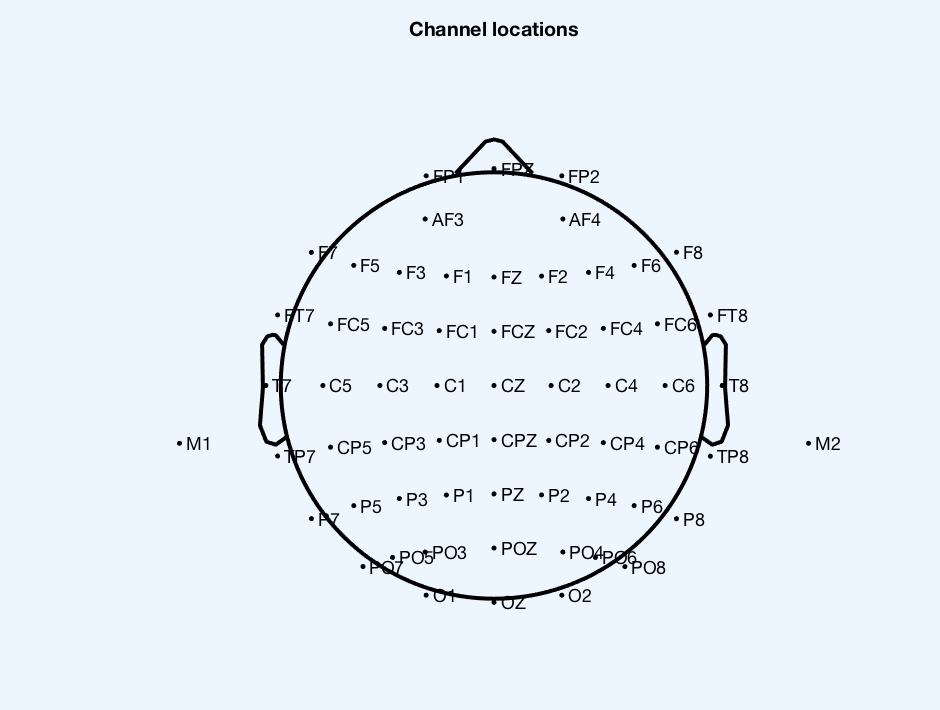 Channel locations
FP1 FPZ FP2
AF3 AF4
F7 F5 F3 F1 FZ F2 F4 F6 F8
FT7 FC5 FC3 FC1 FCZ FC2 FC4 FC6 FT8
T7 C5 C3 C1 CZ C2 C4 C6 T8
M1 TP7 CP5 CP3 CP1 CPZ CP2 CP4 CP6 TP8 M2
P7 P5 P3 P1 PZ P2 P4 P6 P8
PO7 PO5 PO3 POZ PO4 PO6 PO8
O1 OZ O2